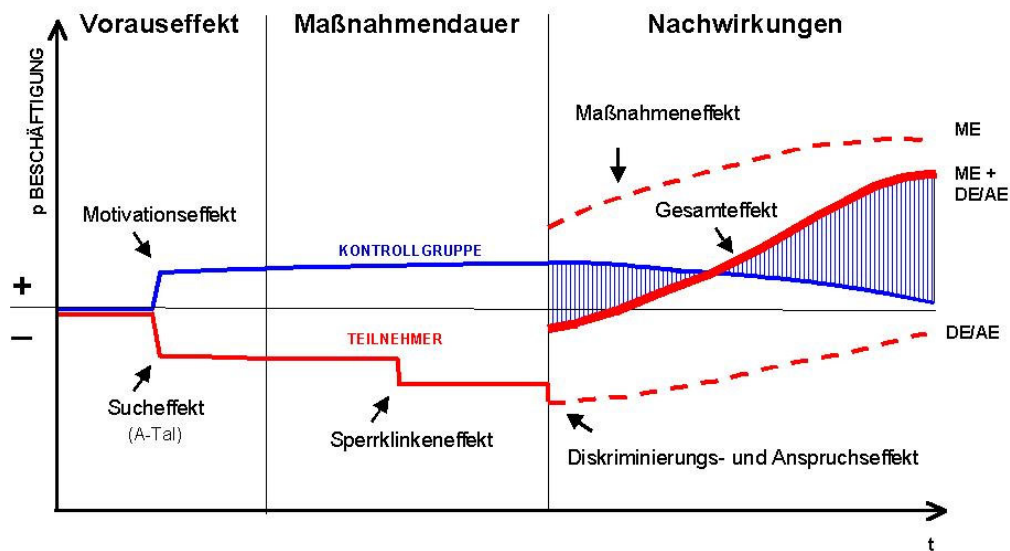 Vorauseffekt
Maßnahmendauer
Nachwirkungen
p BESCHÄFTIGUNG
Maßnahmeneffekt
ME
ME +
DE/AE
Motivationseffekt
Gesamteffekt
KONTROLLGRUPPE
+
–
TEILNEHMER
DE/AE
Sucheffekt
(A-Tal)
Sperrklinkeneffekt
Diskriminierungs- und Anspruchseffekt
t